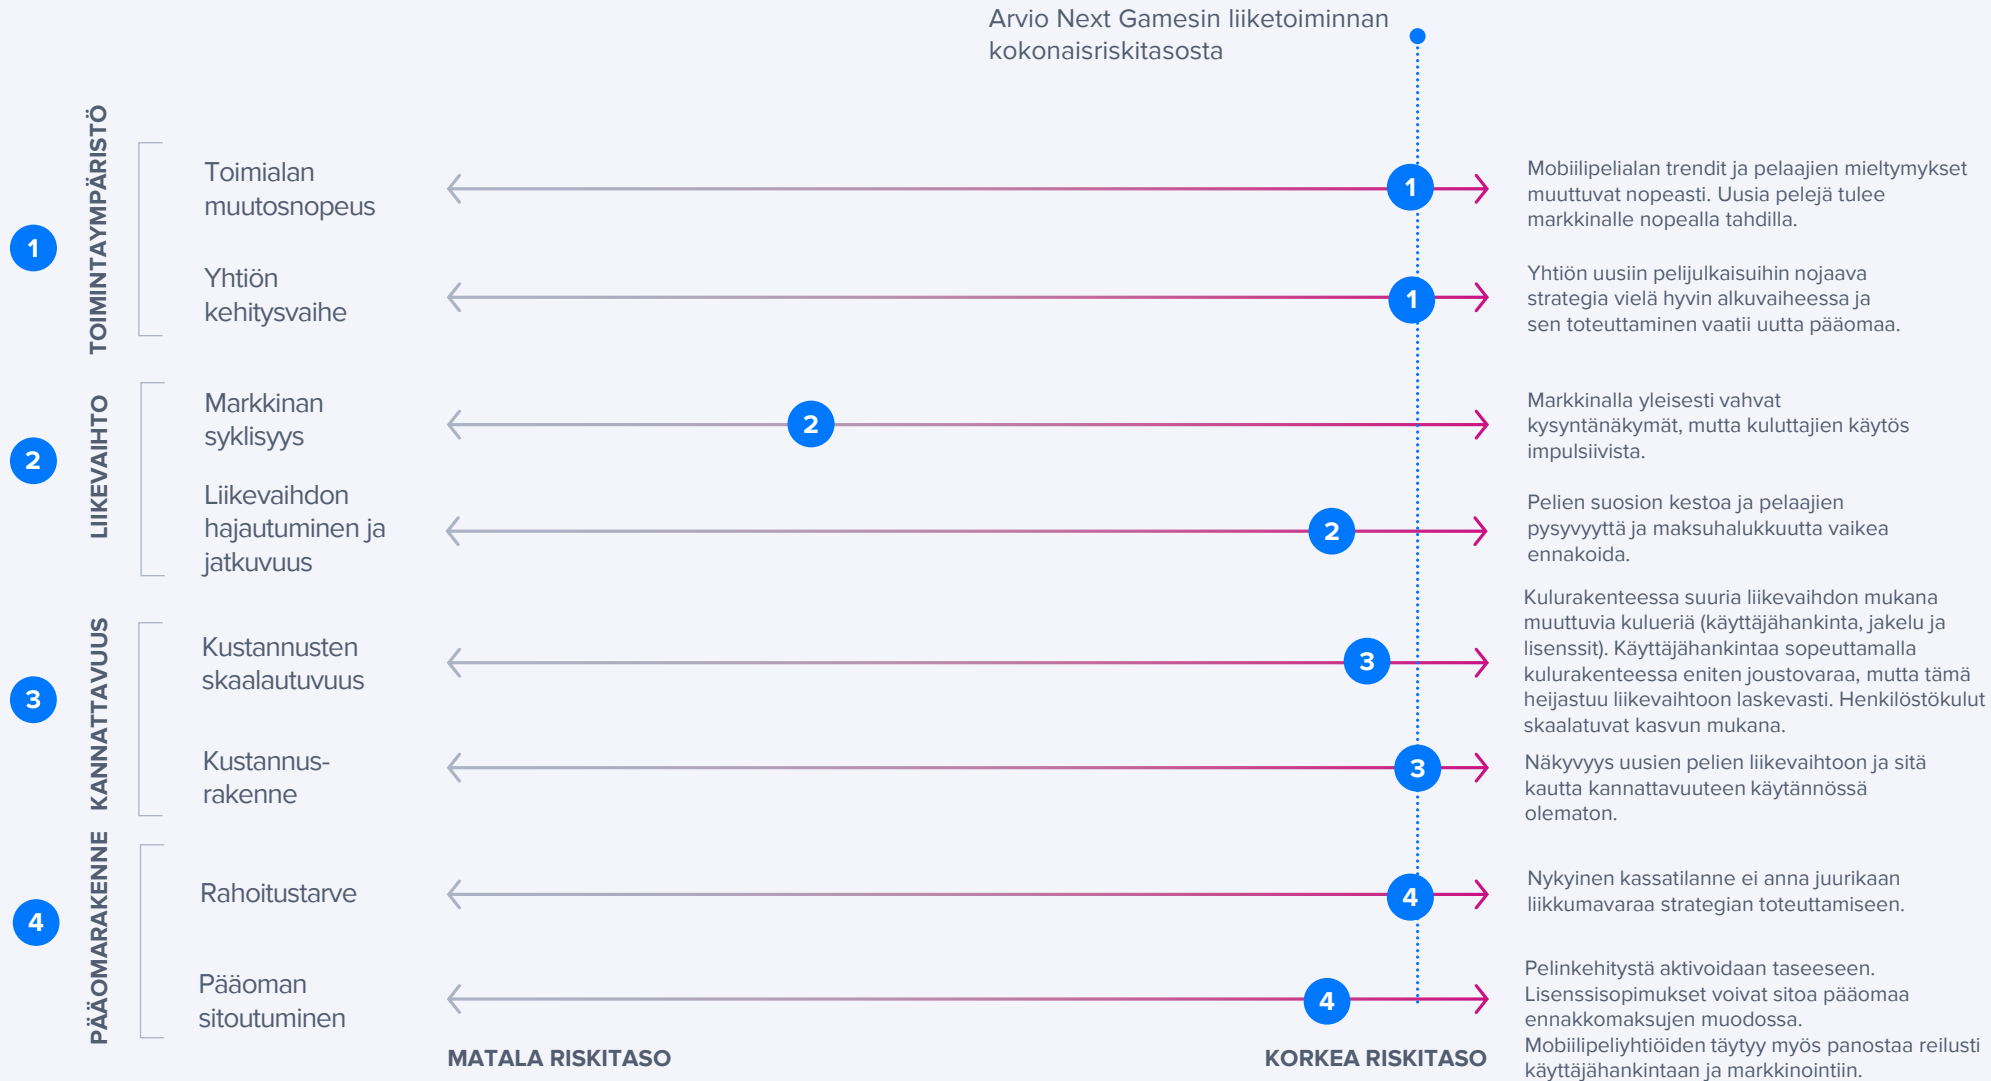 Arvio Next Gamesin liiketoiminnan
kokonaisriskitasosta
1
TOIMINTAYMPÄRISTÖ
Toimialan
muutosnopeus
1
Mobiilipelialan trendit ja pelaajien mieltymykset
muuttuvat nopeasti. Uusia pelejä tulee
markkinalle nopealla tahdilla.
Yhtiön
kehitysvaihe
1
Yhtiön uusiin pelijulkaisuihin nojaava
strategia vielä hyvin alkuvaiheessa ja
sen toteuttaminen vaatii uutta pääomaa.
2
LIIKEVAIHTO
Markkinan
syklisyys
2
Markkinalla yleisesti vahvat
kysyntänäkymät, mutta kuluttajien käytös
impulsiivista.
Liikevaihdon
hajautuminen ja
jatkuvuus
2
Pelien suosion kestoa ja pelaajien
pysyvyyttä ja maksuhalukkuutta vaikea
ennakoida.
3
KANNATTAVUUS
Kustannusten
skaalautuvuus
3
Kulurakenteessa suuria liikevaihdon mukana
muuttuvia kulueriä (käyttäjähankinta, jakelu ja
lisenssit). Käyttäjähankintaa sopeuttamalla
kulurakenteessa eniten joustovaraa, mutta tämä
heijastuu liikevaihtoon laskevasti. Henkilöstökulut
skaalatuvat kasvun mukana.
Kustannus-
rakenne
3
Näkyvyys uusien pelien liikevaihtoon ja sitä
kautta kannattavuuteen käytännössä
olematon.
4
PÄÄOMARAKENNE
Rahoitustarve
4
Nykyinen kassatilanne ei anna juurikaan
liikkumavaraa strategian toteuttamiseen.
Pääoman
sitoutuminen
4
Pelinkehitystä aktivoidaan taseeseen.
Lisenssisopimukset voivat sitoa pääomaa
ennakkomaksujen muodossa.
Mobiilipeliyhtiöiden täytyy myös panostaa reilusti
käyttäjähankintaan ja markkinointiin.
MATALA RISKITASO
KORKEA RISKITASO